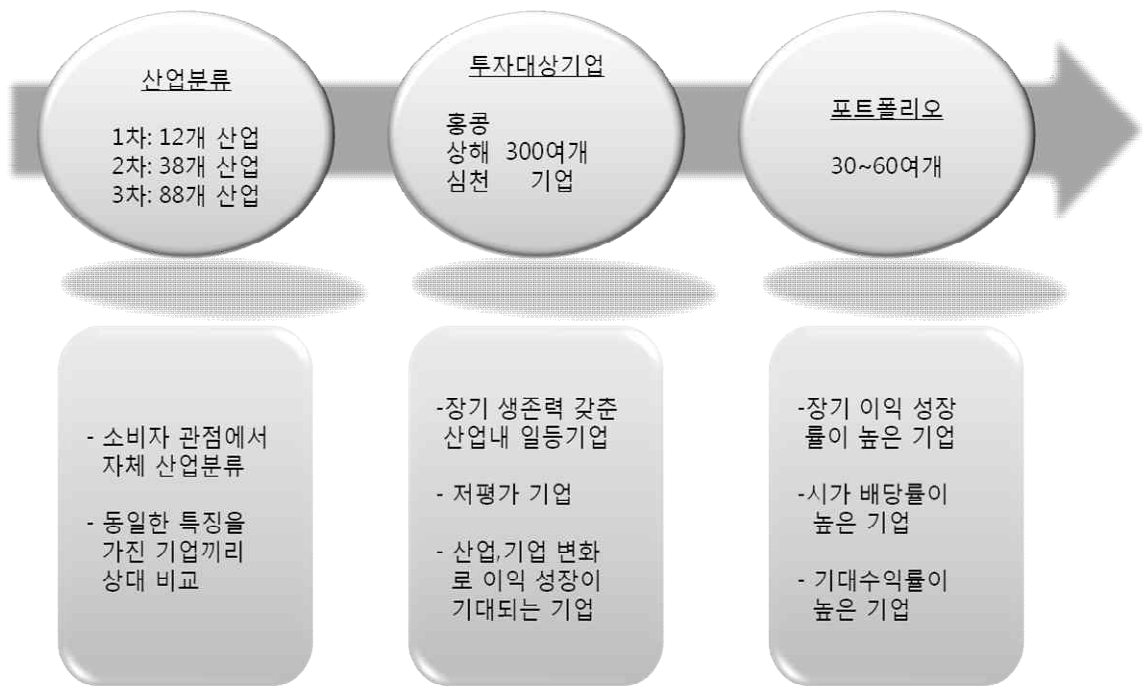 산업분류
1차: 12개 산업
2차: 38개 산업
3차: 88개 산업
투자대상기업
홍콩
상해 300여개
심천 기업
포트폴리오
30~60여개
- 소비자 관점에서
자체 산업분류
- 동일한 특징을
가진 기업끼리
상대 비교
-장기 생존력 갖춘
산업내 일등기업
- 저평가 기업
- 산업,기업 변화
로 이익 성장이
기대되는 기업
-장기 이익 성장
률이 높은 기업
-시가 배당률이
높은 기업
- 기대수익률이
높은 기업